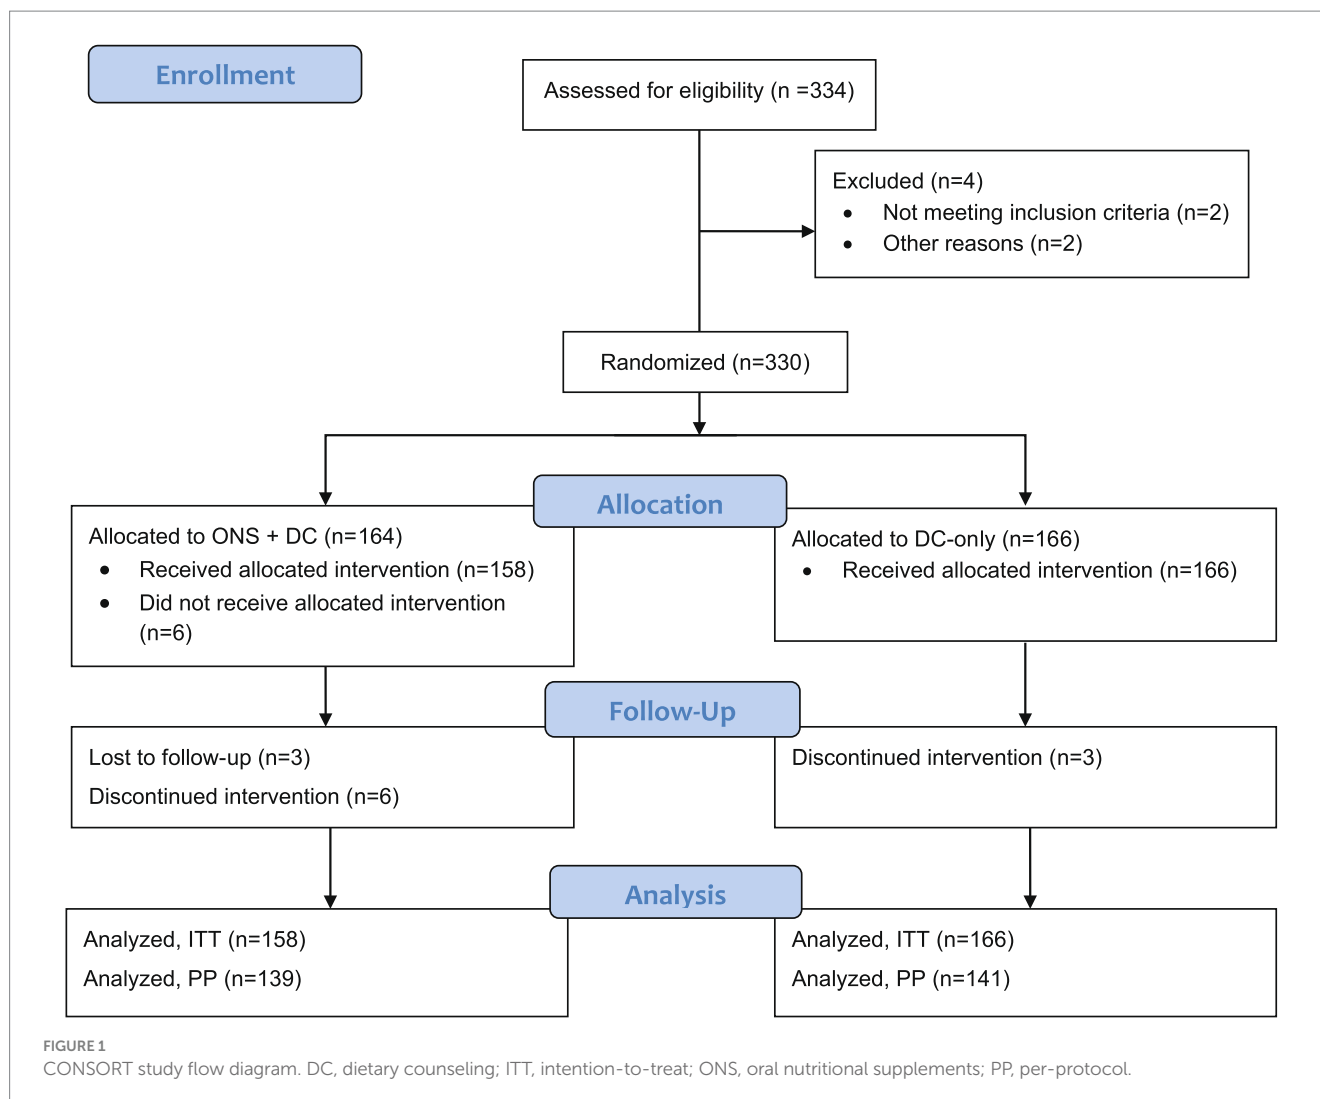 Enrollment
Assessed for eligibility (n =334)
Excluded (n=4)
• Not meeting inclusion criteria (n=2)
• Other reasons (n=2)
Randomized (n=330)
Allocation
Allocated to ONS + DC (n=164)
• Received allocated intervention (n=158)
• Did not receive allocated intervention
(n=6)
Allocated to DC-only (n=166)
• Received allocated intervention (n=166)
Follow-Up
Lost to follow-up (n=3)
Discontinued intervention (n=6)
Discontinued intervention (n=3)
Analysis
Analyzed, ITT (n=158)
Analyzed, PP (n=139)
Analyzed, ITT (n=166)
Analyzed, PP (n=141)
FIGURE 1
CONSORT study flow diagram. DC, dietary counseling; ITT, intention-to-treat; ONS, oral nutritional supplements; PP, per-protocol.